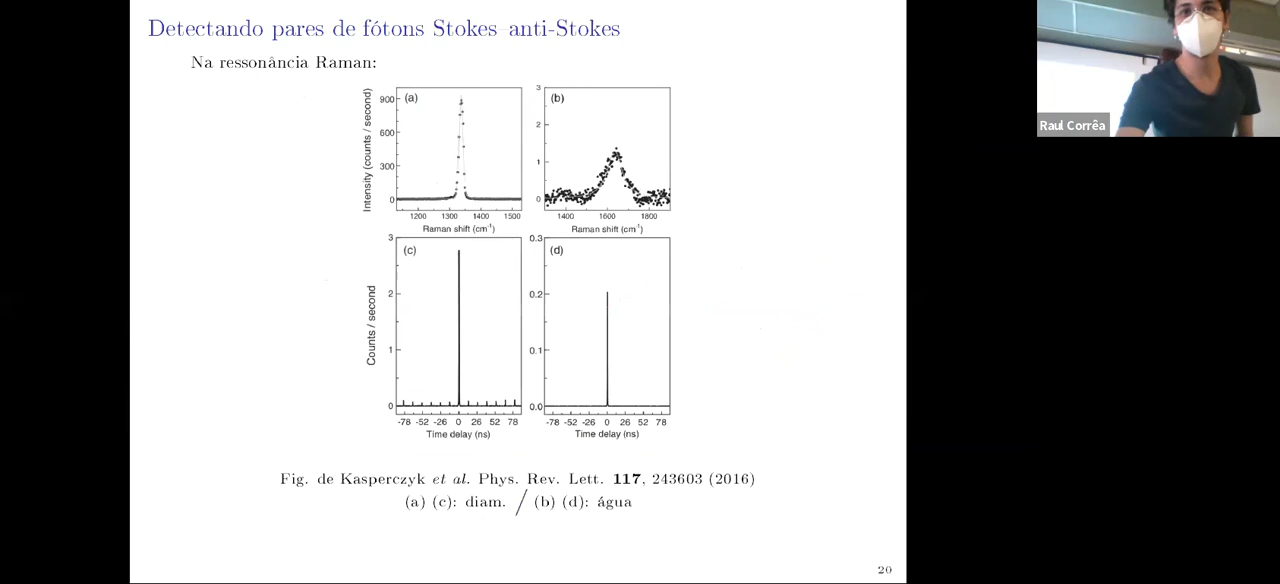 Detectando pares de fótons Stokes–anti-Stokes
Na ressonância Raman:
Intensity (counts / second)
900
600
300
0
(a)
1200 1300 1400 1500
Raman shift (cm⁻¹)
3
2
1
0
(b)
1400 1600 1800
Raman shift (cm⁻¹)
Counts / second
3
2
1
0
(c)
-78 -52 -26 0 26 52 78
Time delay (ns)
0.3
0.2
0.1
0.0
(d)
-78 -52 -26 0 26 52 78
Time delay (ns)
Fig. de Kasperczyk et al. Phys. Rev. Lett. 117, 243603 (2016)
(a) (c): diam. / (b) (d): água
20
Raul Corrêa